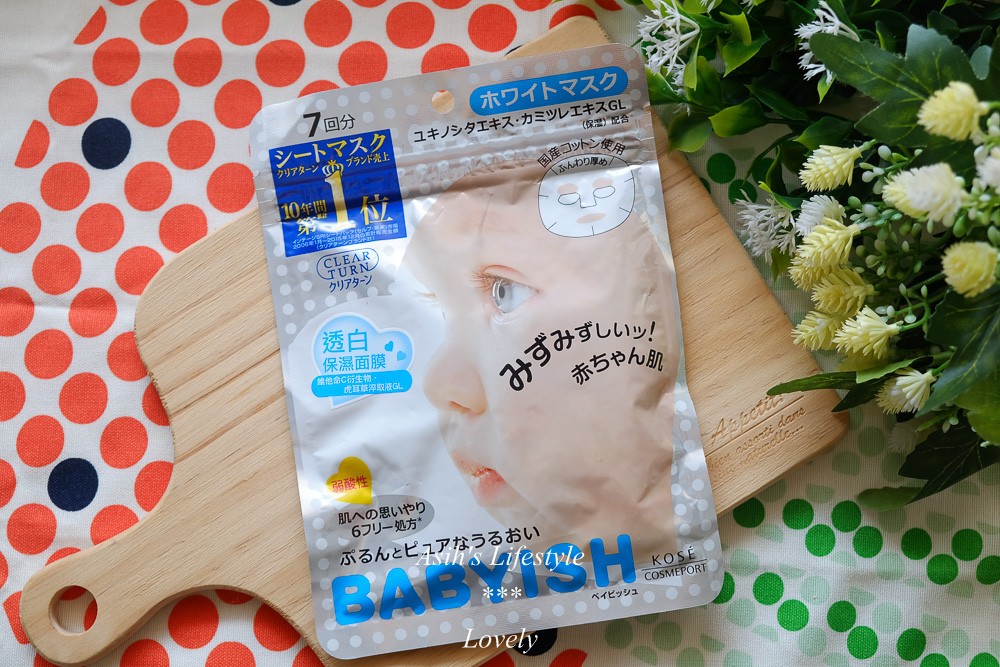 7回分
ホワイトマスク
ユキノシタエキス・カミツレエキスGL
(保湿)配合
シートマスク
クリアターン ブランド売上
10年間
第1位
CLEAR
TURN
クリアターン
国産コットン使用
ふんわり厚め
みずみずしいッ!
赤ちゃん肌
透白
保濕面膜
維他命C衍生物・
虎耳草淬取液GL
弱酸性
肌への思いやり
6フリー処方*
ぷるんとピュアなうるおい
BABYISH
ベイビッシュ
KOSÉ
COSMEPORT
Appetit
assorti dans
naturelle...
Asih's Lifestyle
***
Lovely